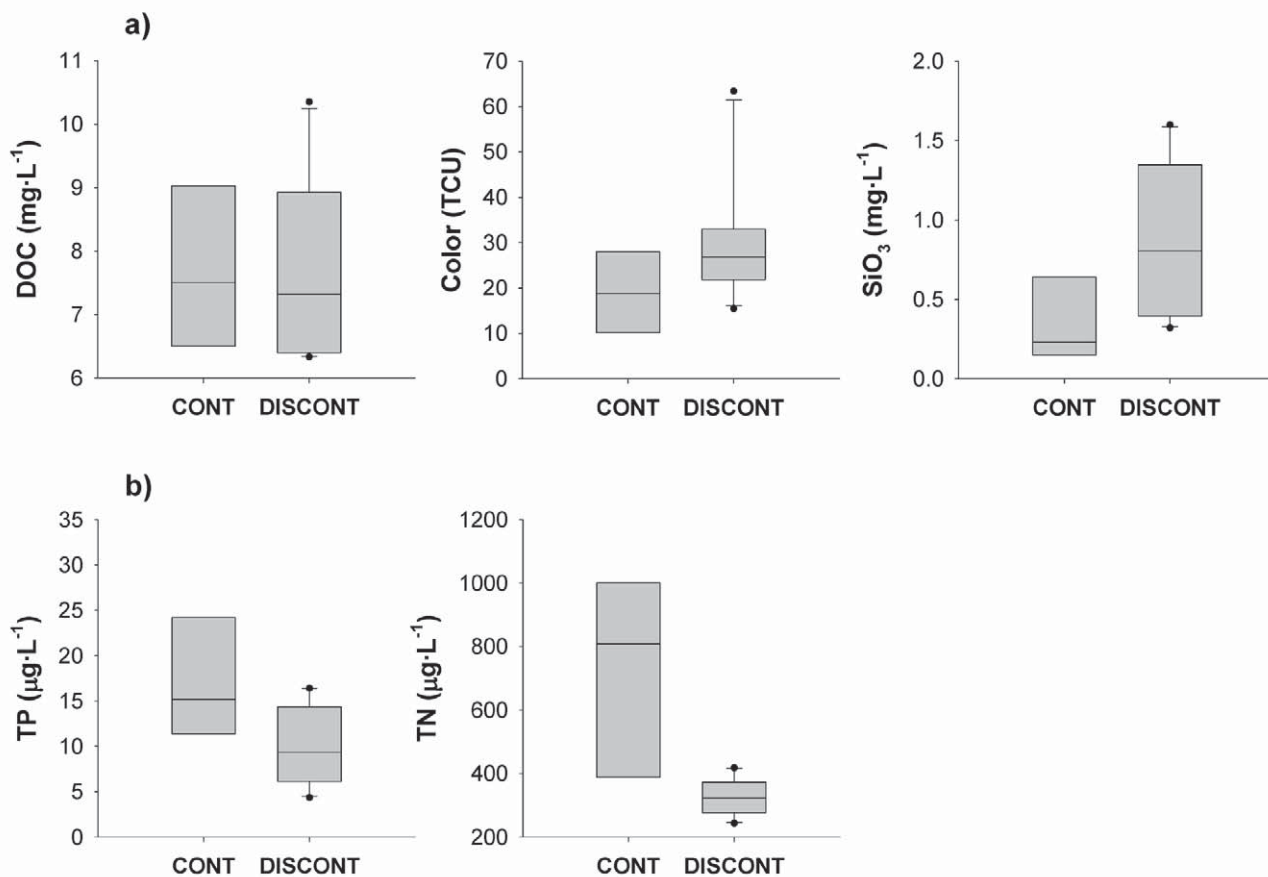 a)
DOC (mg·L⁻¹)
11
10
9
8
7
6
CONT DISCONT
Color (TCU)
70
60
50
40
30
20
10
0
CONT DISCONT
SiO₃ (mg·L⁻¹)
2.0
1.5
1.0
0.5
0.0
CONT DISCONT
b)
TP (µg·L⁻¹)
35
30
25
20
15
10
5
0
CONT DISCONT
TN (µg·L⁻¹)
1200
1000
800
600
400
200
CONT DISCONT